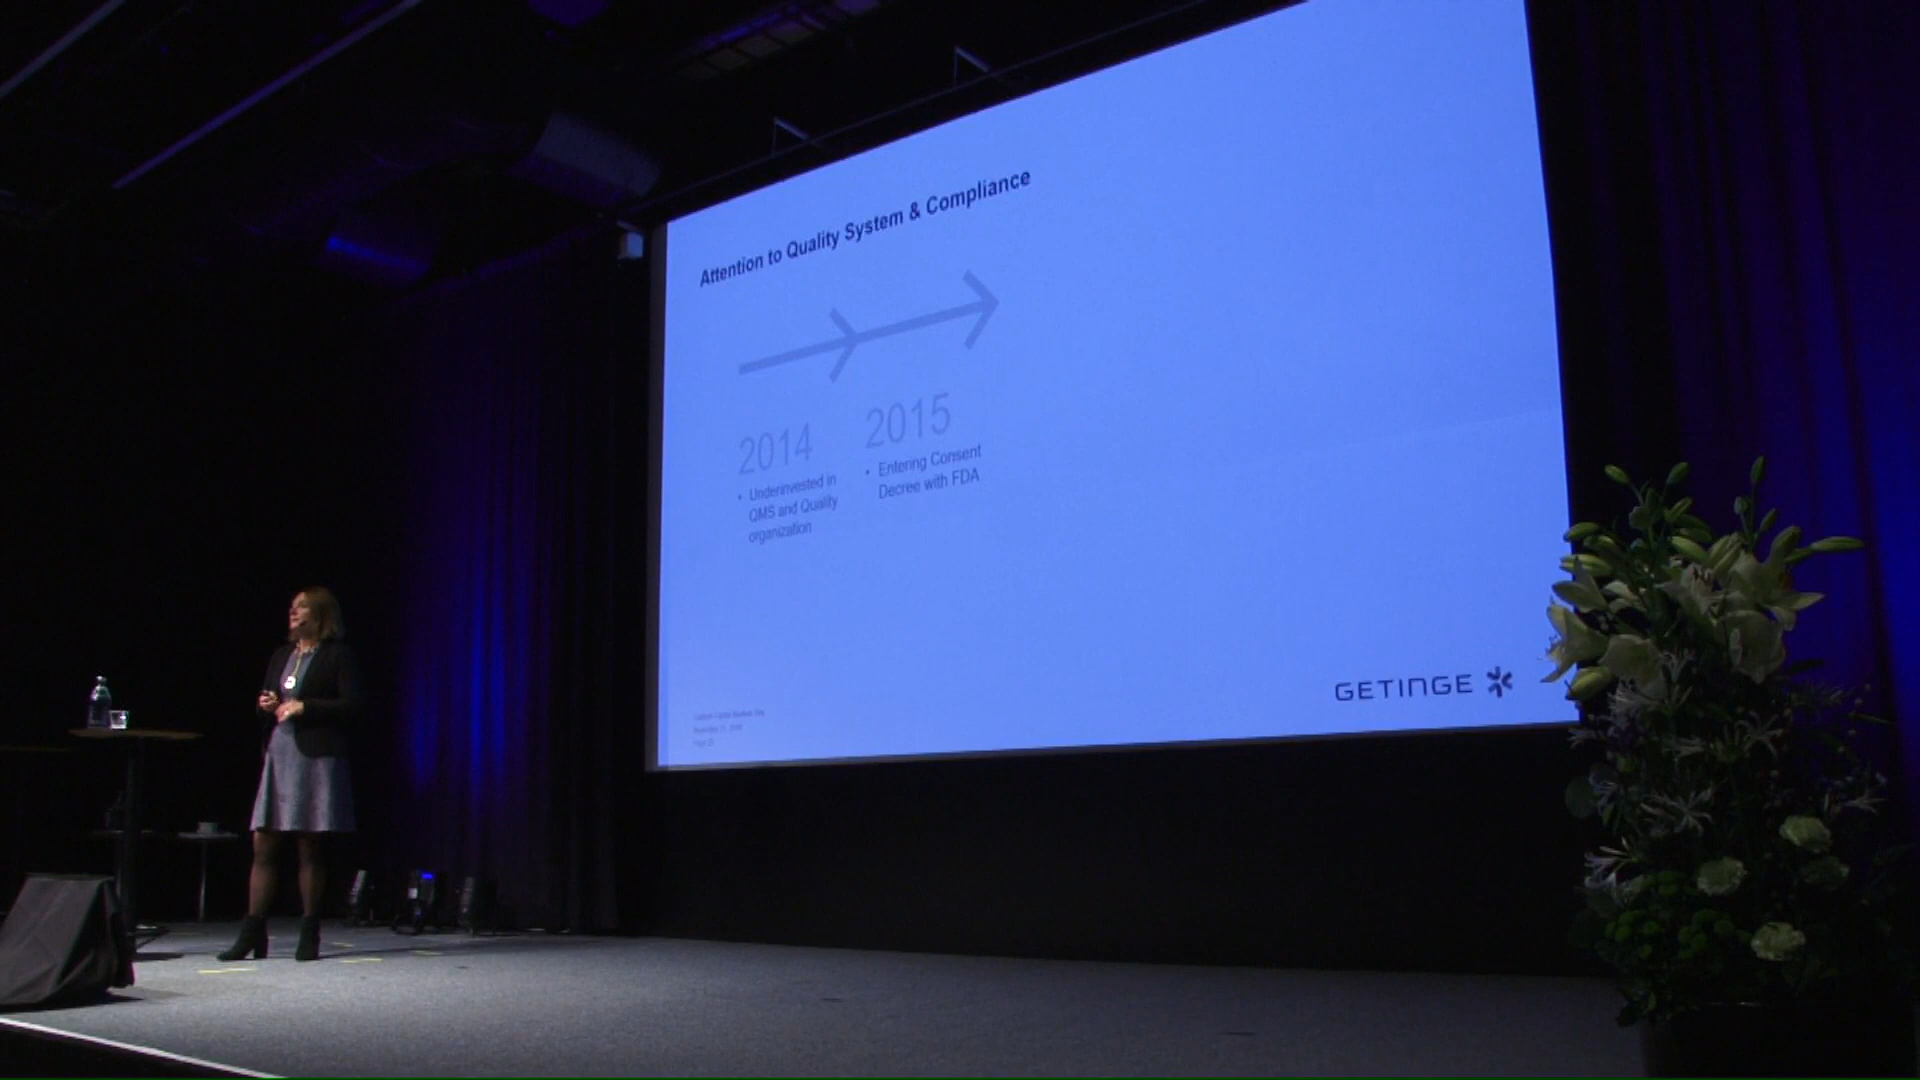 Attention to Quality System & Compliance
2014
• Underinvested in
QMS and Quality
organization
2015
• Entering Consent
Decree with FDA
GETINGE